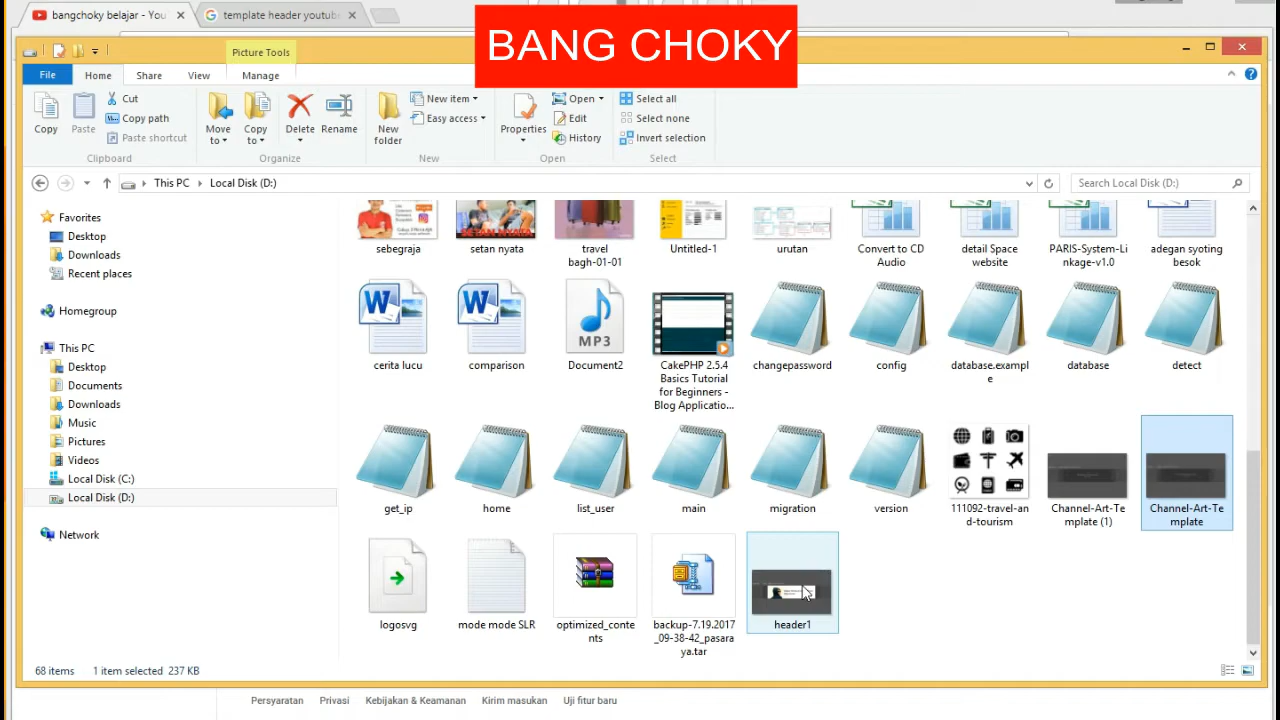 bangchoky belajar - You
template header youtube
BANG CHOKY
Picture Tools
File
Home
Share
View
Manage
Copy
Paste
Cut
Copy path
Paste shortcut
Clipboard
Move to
Copy to
Delete
Rename
Organize
New folder
New item
Easy access
New
Properties
Open
Edit
History
Open
Select all
Select none
Invert selection
Select
This PC
Local Disk (D:)
Search Local Disk (D:)
Favorites
Desktop
Downloads
Recent places
Homegroup
This PC
Desktop
Documents
Downloads
Music
Pictures
Videos
Local Disk (C:)
Local Disk (D:)
Network
SETAN NYATA
sebegraja
setan nyata
travel
bagh-01-01
Untitled-1
urutan
Convert to CD
Audio
detail Space
website
PARIS-System-Li
nkage-v1.0
adegan syoting
besok
cerita lucu
comparison
MP3
Document2
CakePHP 2.5.4
Basics Tutorial
for Beginners -
Blog Applicatio...
changepassword
config
database.exampl
e
database
detect
get_ip
home
list_user
main
migration
version
111092-travel-an
d-tourism
Channel-Art-Te
mplate (1)
Channel-Art-Te
mplate
logosvg
mode mode SLR
optimized_conte
nts
backup-7.19.2017
_09-38-42_pasara
ya.tar
header1
68 items
1 item selected 237 KB
Persyaratan
Privasi
Kebijakan & Keamanan
Kirim masukan
Uji fitur baru